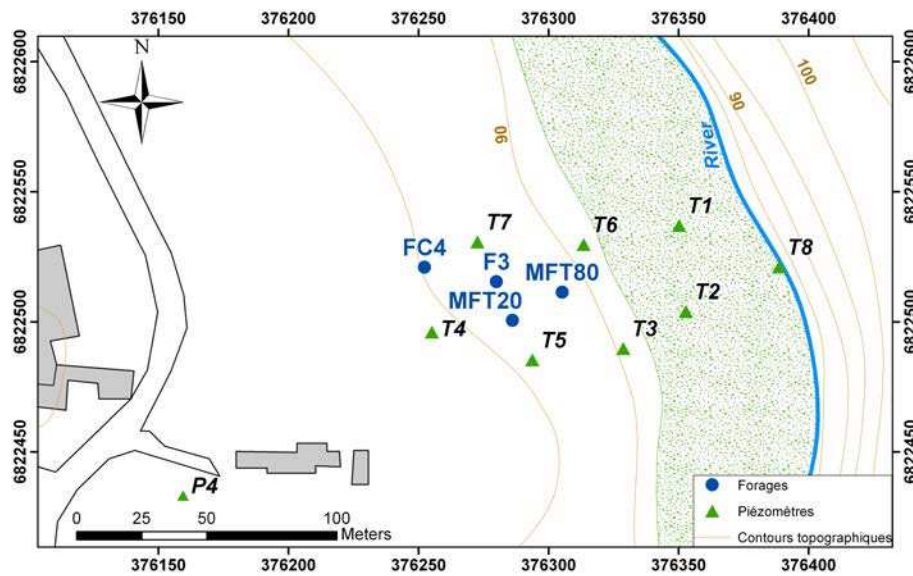 376150 376200 376250 376300 376350 376400
N
6822600 6822600
90
100
90
River
6822550 6822550
T1
T7
T6
FC4
F3
T8
MFT80
MFT20
T2
6822500 6822500
T4
T5
T3
6822450 6822450
P4
0 25 50 100
Meters
Forages
Piézomètres
Contours topographiques
376150 376200 376250 376300 376350 376400